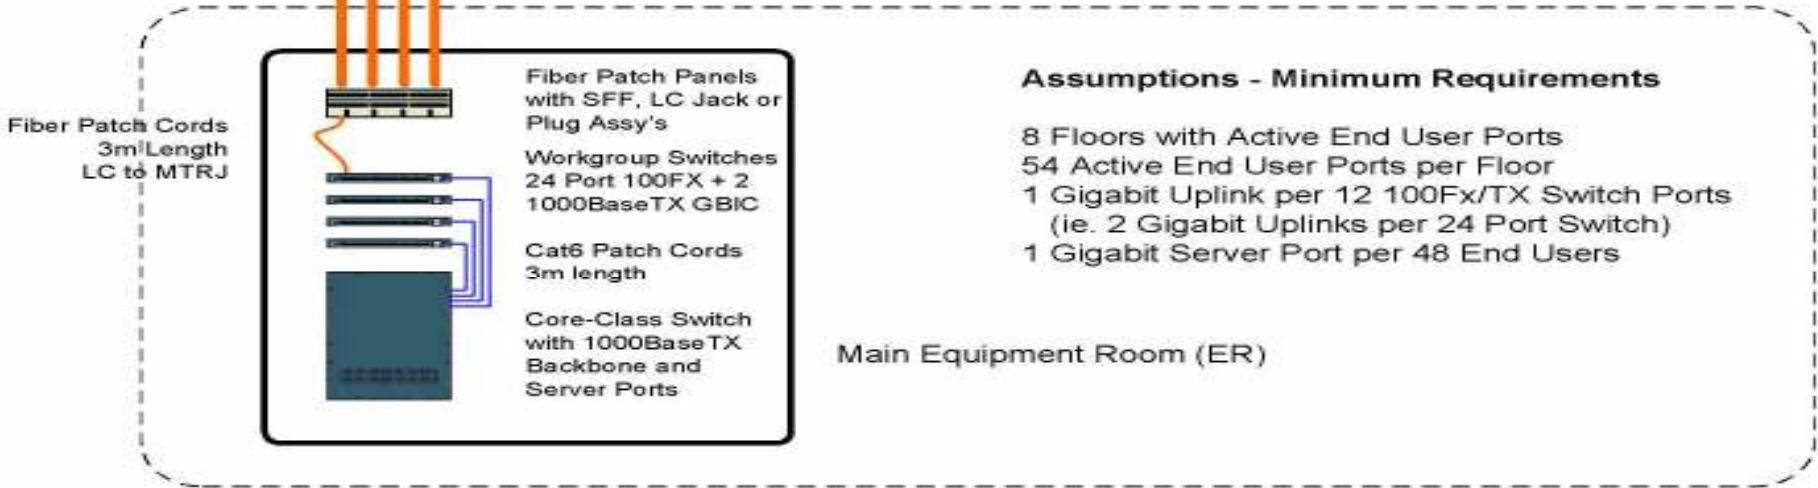 Fiber Patch Cords
3m Length
LC to MTRJ
Fiber Patch Panels
with SFF, LC Jack or
Plug Assy's
Workgroup Switches
24 Port 100FX + 2
1000BaseTX GBIC
Cat6 Patch Cords
3m length
Core-Class Switch
with 1000BaseTX
Backbone and
Server Ports
Assumptions - Minimum Requirements
8 Floors with Active End User Ports
54 Active End User Ports per Floor
1 Gigabit Uplink per 12 100Fx/TX Switch Ports
(ie. 2 Gigabit Uplinks per 24 Port Switch)
1 Gigabit Server Port per 48 End Users
Main Equipment Room (ER)